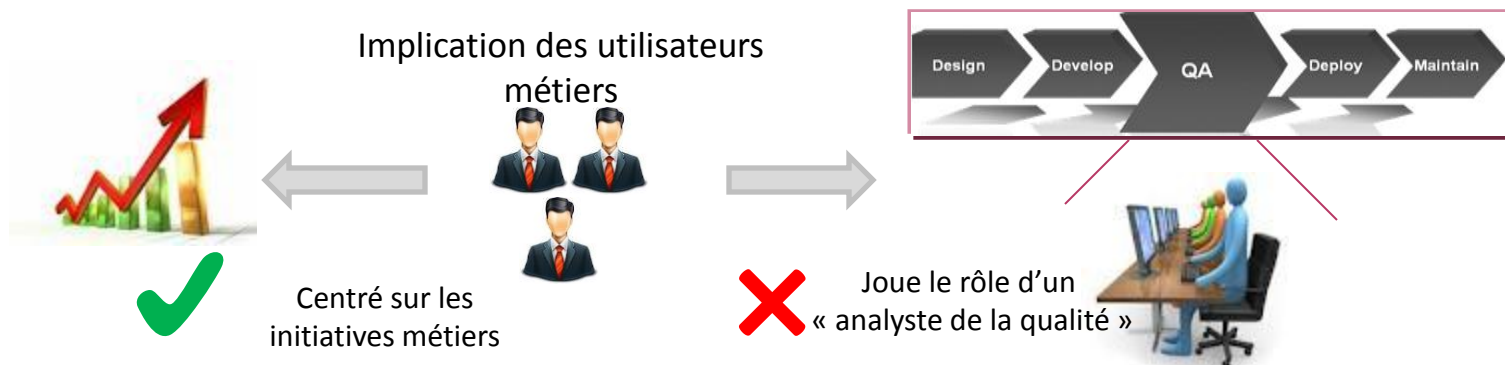 Implication des utilisateurs
métiers
Design
Develop
QA
Deploy
Maintain
Centré sur les
initiatives métiers
Joue le rôle d’un
« analyste de la qualité »